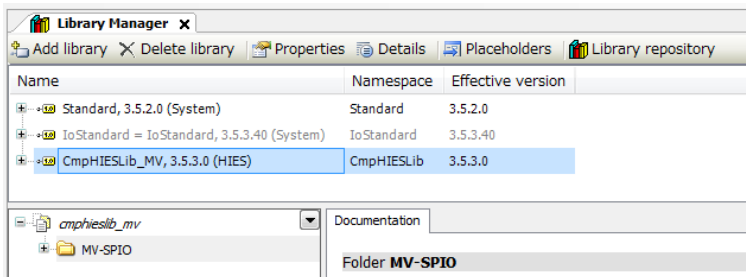 Library Manager x
Add library Delete library Properties Details Placeholders Library repository
Name Namespace Effective version
Standard, 3.5.2.0 (System) Standard 3.5.2.0
IoStandard = IoStandard, 3.5.3.40 (System) IoStandard 3.5.3.40
CmpHIESLib_MV, 3.5.3.0 (HIES) CmpHIESLib 3.5.3.0
cmphieslib_mv Documentation
MV-SPIO
Folder MV-SPIO